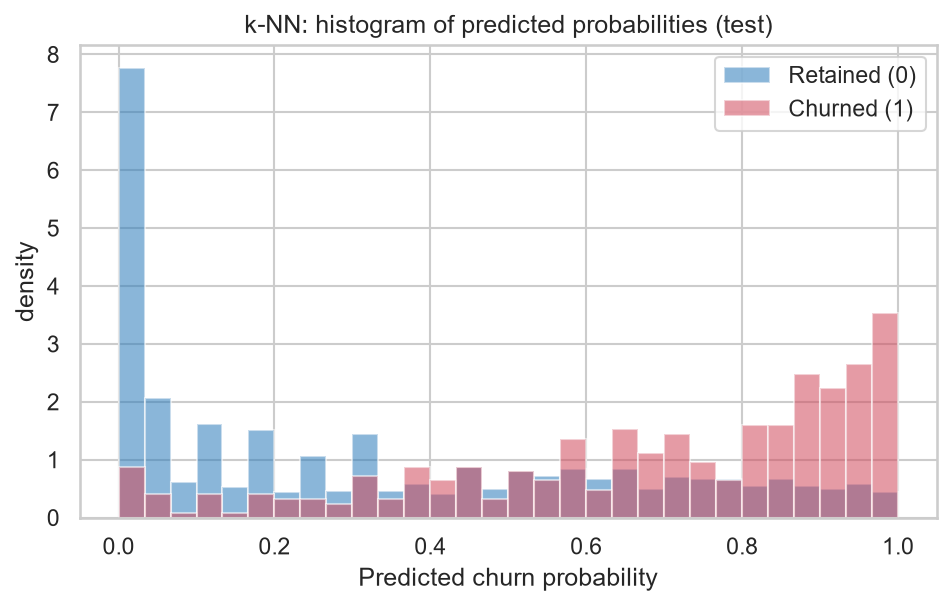 k-NN: histogram of predicted probabilities (test)
Retained (0)
Churned (1)
density
8
7
6
5
4
3
2
1
0
0.0 0.2 0.4 0.6 0.8 1.0
Predicted churn probability